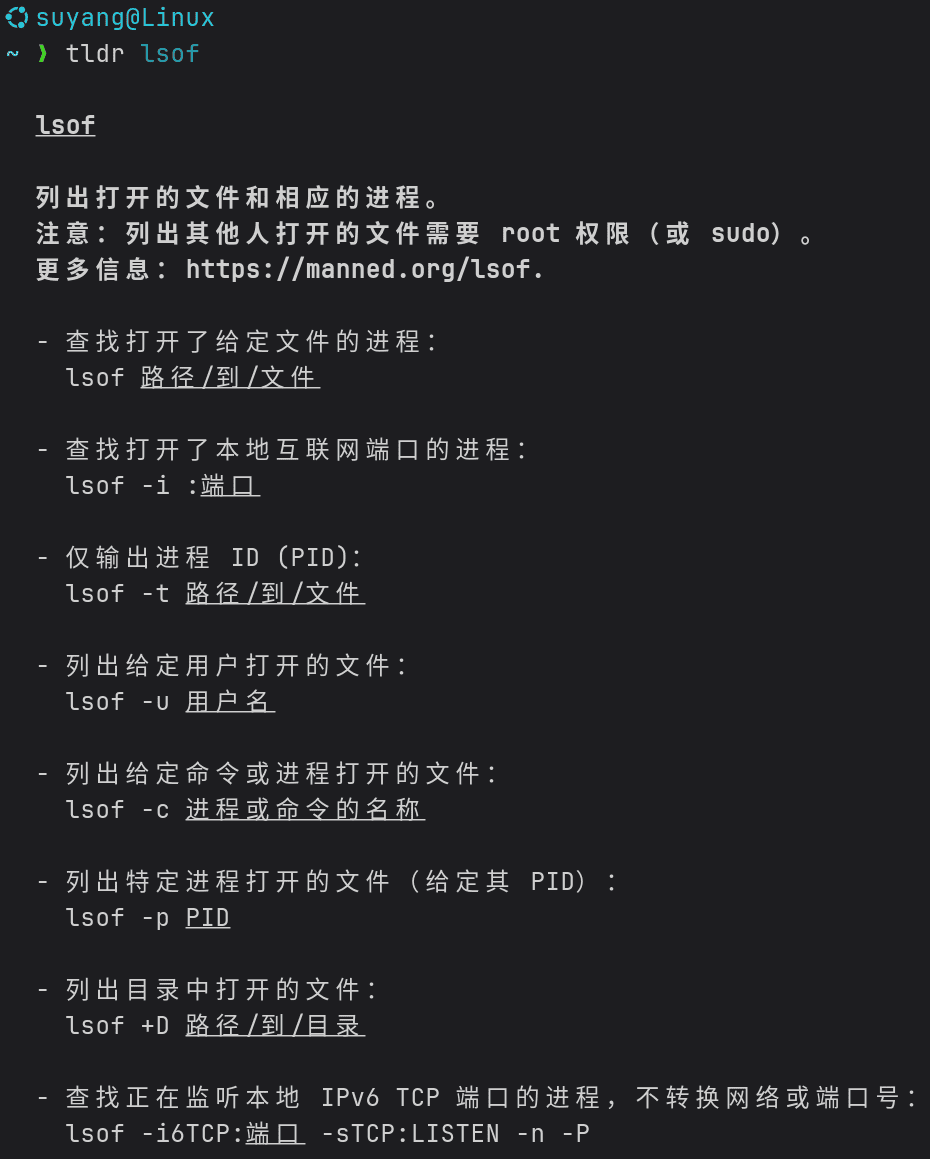 suyang@Linux
~ ❯ tldr lsof
lsof
列出打开的文件和相应的进程。
注意：列出其他人打开的文件需要 root 权限（或 sudo）。
更多信息：https://manned.org/lsof.
- 查找打开了给定文件的进程：
lsof 路径/到/文件
- 查找打开了本地互联网端口的进程：
lsof -i :端口
- 仅输出进程 ID (PID)：
lsof -t 路径/到/文件
- 列出给定用户打开的文件：
lsof -u 用户名
- 列出给定命令或进程打开的文件：
lsof -c 进程或命令的名称
- 列出特定进程打开的文件（给定其 PID）：
lsof -p PID
- 列出目录中打开的文件：
lsof +D 路径/到/目录
- 查找正在监听本地 IPv6 TCP 端口的进程，不转换网络或端口号：
lsof -i6TCP:端口 -sTCP:LISTEN -n -P